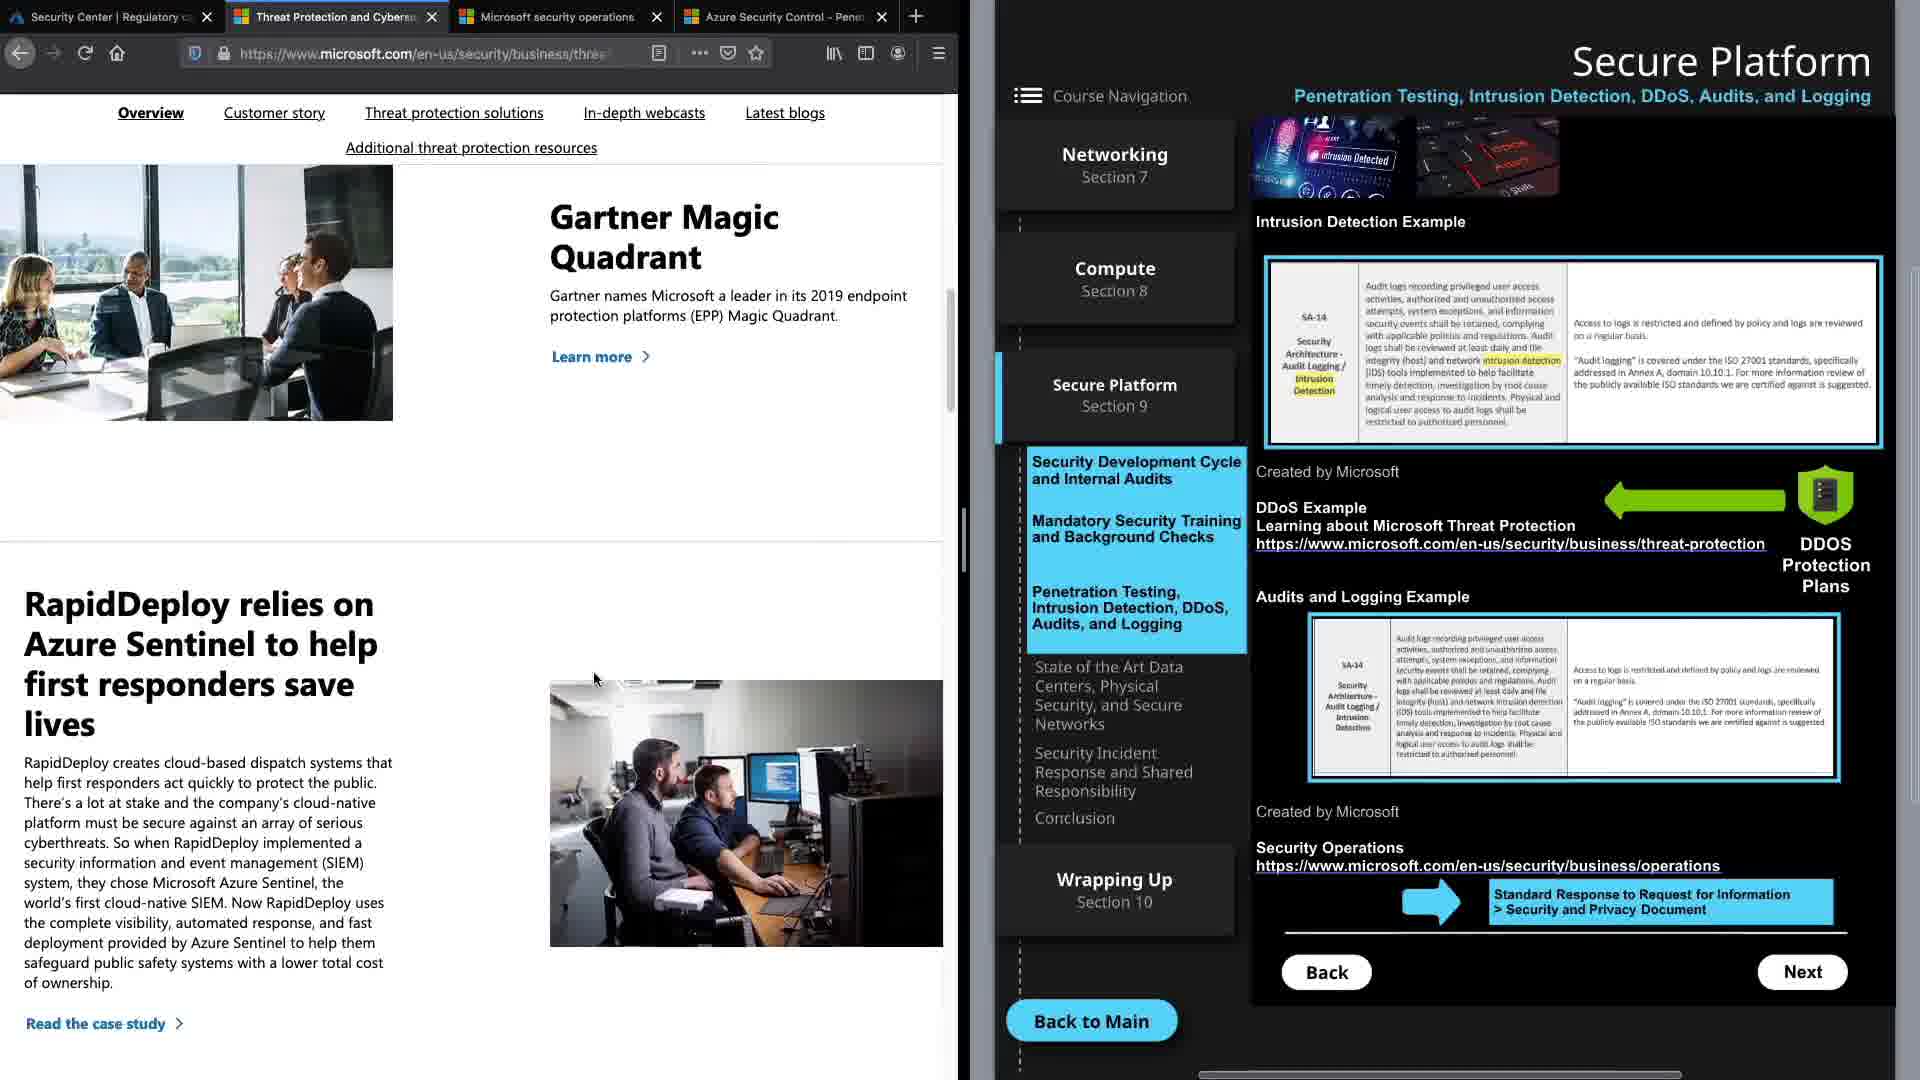 Security Center | Regulatory c
Threat Protection and Cyberse
Microsoft security operations
Azure Security Control - Pene
https://www.microsoft.com/en-us/security/business/threa
Overview
Customer story
Threat protection solutions
In-depth webcasts
Latest blogs
Additional threat protection resources
Gartner Magic
Quadrant
Gartner names Microsoft a leader in its 2019 endpoint
protection platforms (EPP) Magic Quadrant.
Learn more
RapidDeploy relies on
Azure Sentinel to help
first responders save
lives
RapidDeploy creates cloud-based dispatch systems that
help first responders act quickly to protect the public.
There's a lot at stake and the company's cloud-native
platform must be secure against an array of serious
cyberthreats. So when RapidDeploy implemented a
security information and event management (SIEM)
system, they chose Microsoft Azure Sentinel, the
world's first cloud-native SIEM. Now RapidDeploy uses
the complete visibility, automated response, and fast
deployment provided by Azure Sentinel to help them
safeguard public safety systems with a lower total cost
of ownership.
Read the case study
Secure Platform
Penetration Testing, Intrusion Detection, DDoS, Audits, and Logging
Course Navigation
Networking
Section 7
Compute
Section 8
Secure Platform
Section 9
Security Development Cycle
and Internal Audits
Mandatory Security Training
and Background Checks
Penetration Testing,
Intrusion Detection, DDoS,
Audits, and Logging
State of the Art Data
Centers, Physical
Security, and Secure
Networks
Security Incident
Response and Shared
Responsibility
Conclusion
Wrapping Up
Section 10
Back to Main
Intrusion Detected
Shift
Intrusion Detection Example
SA-14
Security
Architecture -
Audit Logging /
Intrusion
Detection
Audit logs recording privileged user access
activities, authorized and unauthorized access
attempts, system exceptions, and information
security events shall be retained, complying
with applicable policies and regulations. Audit
logs shall be reviewed at least daily and file
integrity (host) and network intrusion detection
(IDS) tools implemented to help facilitate
timely detection, investigation by root cause
analysis and response to incidents. Physical and
logical user access to audit logs shall be
restricted to authorized personnel.
Access to logs is restricted and defined by policy and logs are reviewed
on a regular basis.
"Audit logging" is covered under the ISO 27001 standards, specifically
addressed in Annex A, domain 10.10.1. For more information review of
the publicly available ISO standards we are certified against is suggested.
Created by Microsoft
DDoS Example
Learning about Microsoft Threat Protection
https://www.microsoft.com/en-us/security/business/threat-protection
DDOS
Protection
Plans
Audits and Logging Example
SA-14
Security
Architecture -
Audit Logging /
Intrusion
Detection
Audit logs recording privileged user access
activities, authorized and unauthorized access
attempts, system exceptions, and information
security events shall be retained, complying
with applicable policies and regulations. Audit
logs shall be reviewed at least daily and file
integrity (host) and network intrusion detection
(IDS) tools implemented to help facilitate
timely detection, investigation by root cause
analysis and response to incidents. Physical and
logical user access to audit logs shall be
restricted to authorized personnel.
Access to logs is restricted and defined by policy and logs are reviewed
on a regular basis.
"Audit logging" is covered under the ISO 27001 standards, specifically
addressed in Annex A, domain 10.10.1. For more information review of
the publicly available ISO standards we are certified against is suggested.
Created by Microsoft
Security Operations
https://www.microsoft.com/en-us/security/business/operations
Standard Response to Request for Information
> Security and Privacy Document
Back
Next